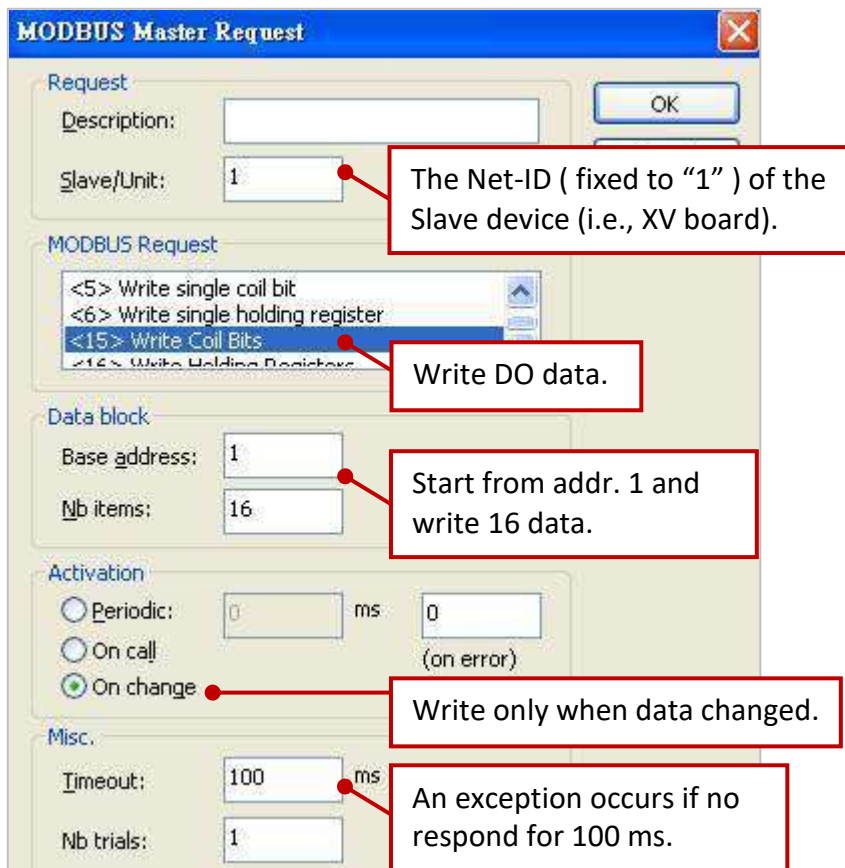 MODBUS Master Request
Request
OK
Description:
Slave/Unit:
1
The Net-ID ( fixed to “1” ) of the
Slave device (i.e., XV board).
MODBUS Request
<5> Write single coil bit
<6> Write single holding register
<15> Write Coil Bits
<16> Write Holding Registers
Write DO data.
Data block
Base address:
1
Start from addr. 1 and
write 16 data.
Nb items:
16
Activation
Periodic:
0
ms
0
On call
(on error)
On change
Write only when data changed.
Misc.
Timeout:
100
ms
An exception occurs if no
respond for 100 ms.
Nb trials:
1